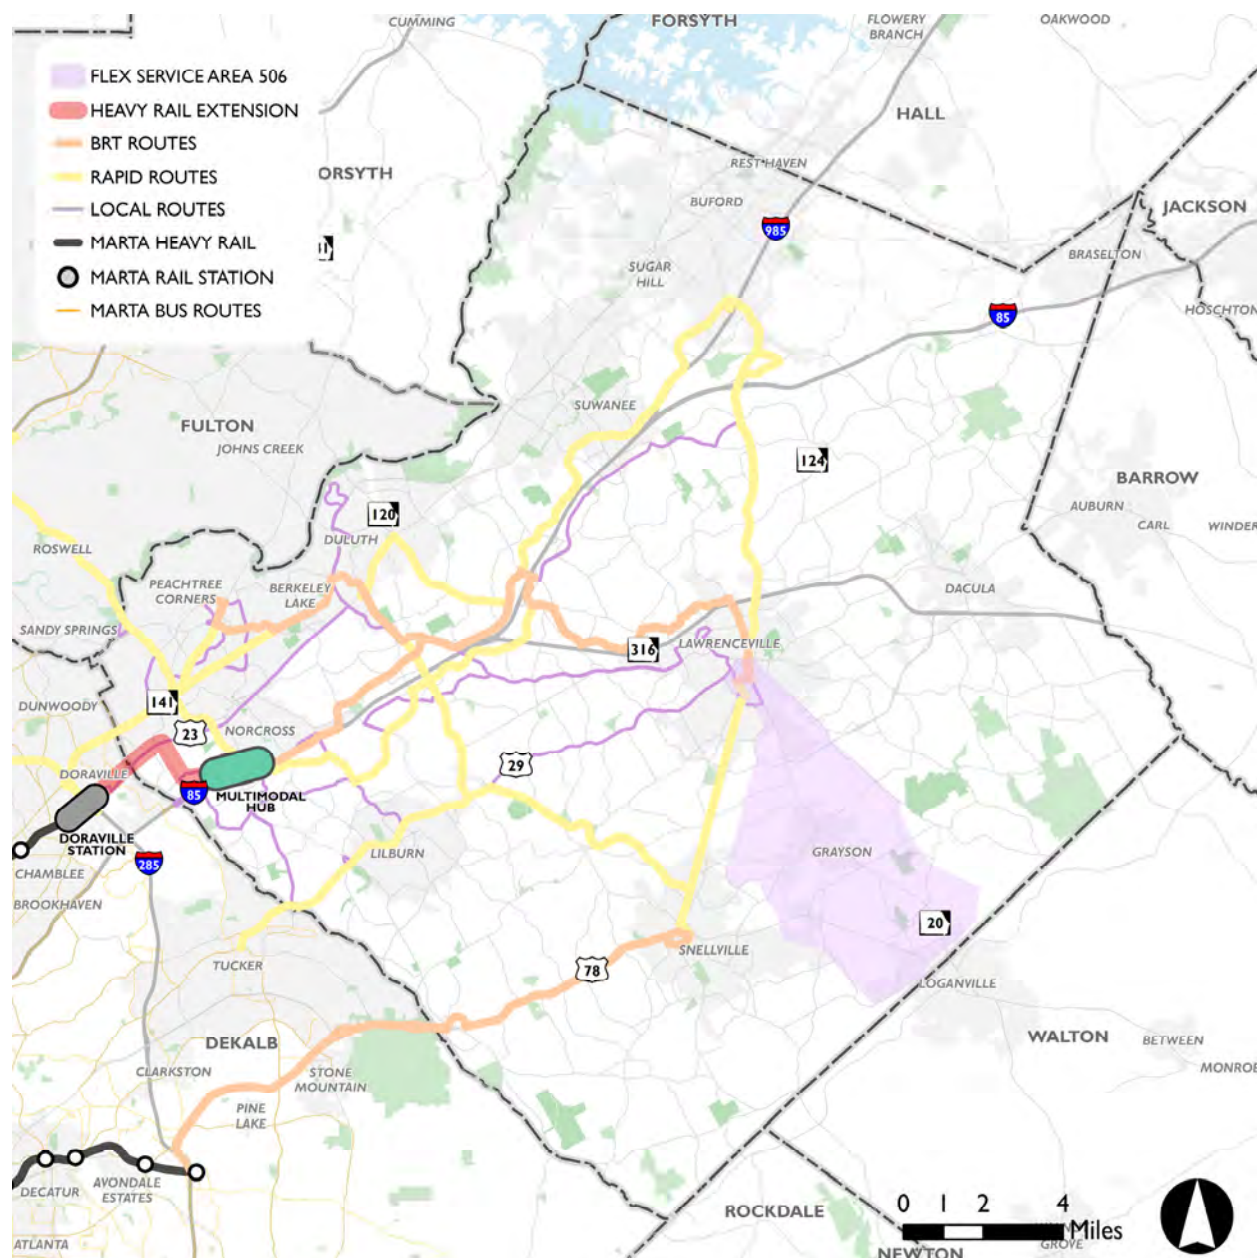 CUMMING
FORSYTH
FLOWERY
BRANCH
OAKWOOD
FLEX SERVICE AREA 506
HEAVY RAIL EXTENSION
BRT ROUTES
RAPID ROUTES
LOCAL ROUTES
MARTA HEAVY RAIL
MARTA RAIL STATION
MARTA BUS ROUTES
ORSYTH
HALL
REST HAVEN
BUFORD
985
JACKSON
BRASELTON
SUGAR
HILL
85
HOSCHTON
SUWANEE
FULTON
JOHNS CREEK
124
BARROW
AUBURN
CARL
WINDER
120
DULUTH
ROSWELL
PEACHTREE
CORNERS
BERKELEY
LAKE
DACULA
SANDY SPRINGS
316
LAWRENCEVILLE
DUNWOODY
141
23
NORCROSS
DORAVILLE
85
MULTIMODAL
HUB
29
DORAVILLE
STATION
285
CHAMBLEE
LILBURN
GRAYSON
BROOKHAVEN
20
TUCKER
SNELLVILLE
78
LOGANVILLE
DEKALB
WALTON
BETWEEN
MONROE
CLARKSTON
STONE
MOUNTAIN
PINE
LAKE
DECATUR
AVONDALE
ESTATES
ATLANTA
ROCKDALE
NEWTON
GROVE
0 1 2 4
Miles